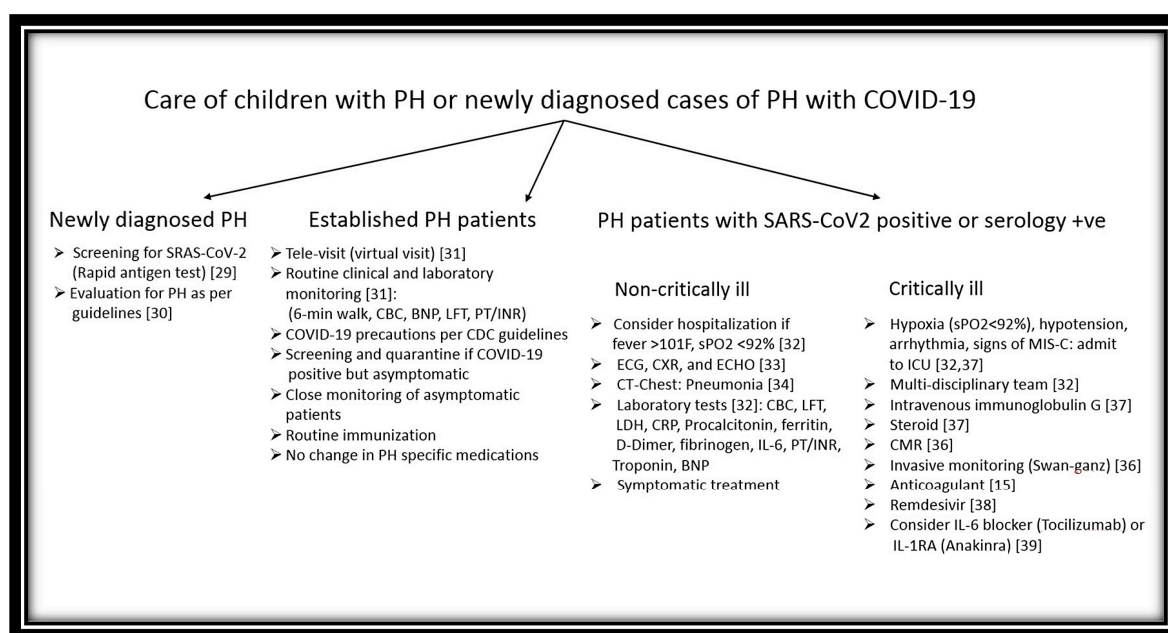 Care of children with PH or newly diagnosed cases of PH with COVID-19
Newly diagnosed PH
➢ Screening for SRAS-CoV-2
(Rapid antigen test) [29]
➢ Evaluation for PH as per
guidelines [30]
Established PH patients
➢ Tele-visit (virtual visit) [31]
➢ Routine clinical and laboratory
monitoring [31]:
(6-min walk, CBC, BNP, LFT, PT/INR)
➢ COVID-19 precautions per CDC guidelines
➢ Screening and quarantine if COVID-19
positive but asymptomatic
➢ Close monitoring of asymptomatic
patients
➢ Routine immunization
➢ No change in PH specific medications
PH patients with SARS-CoV2 positive or serology +ve
Non-critically ill
➢ Consider hospitalization if
fever >101F, sPO2 <92% [32]
➢ ECG, CXR, and ECHO [33]
➢ CT-Chest: Pneumonia [34]
➢ Laboratory tests [32]: CBC, LFT,
LDH, CRP, Procalcitonin, ferritin,
D-Dimer, fibrinogen, IL-6, PT/INR,
Troponin, BNP
➢ Symptomatic treatment
Critically ill
➢ Hypoxia (sPO2<92%), hypotension,
arrhythmia, signs of MIS-C: admit
to ICU [32,37]
➢ Multi-disciplinary team [32]
➢ Intravenous immunoglobulin G [37]
➢ Steroid [37]
➢ CMR [36]
➢ Invasive monitoring (Swan-ganz) [36]
➢ Anticoagulant [15]
➢ Remdesivir [38]
➢ Consider IL-6 blocker (Tocilizumab) or
IL-1RA (Anakinra) [39]